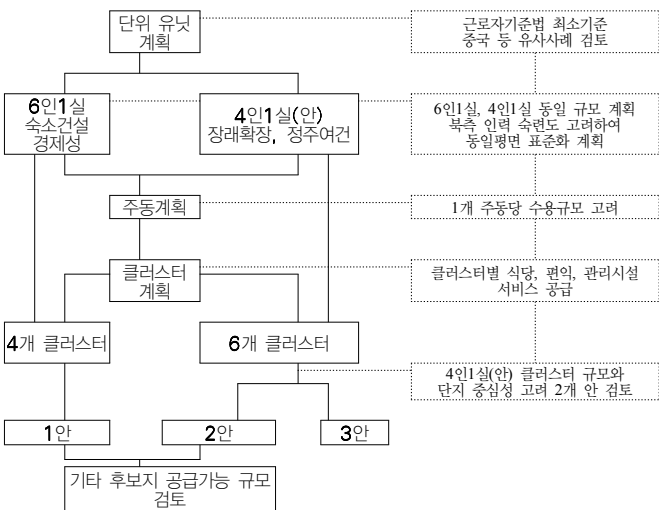 단위 유닛
계획
근로자기준법 최소기준
중국 등 유사사례 검토
6인1실
숙소건설
경제성
4인1실(안)
장래확장, 정주여건
6인1실, 4인1실 동일 규모 계획
북측 인력 숙련도 고려하여
동일평면 표준화 계획
주동계획
1개 주동당 수용규모 고려
클러스터
계획
클러스터별 식당, 편익, 관리시설
서비스 공급
4개 클러스터
6개 클러스터
4인1실(안) 클러스터 규모와
단지 중심성 고려 2개 안 검토
1안
2안
3안
기타 후보지 공급가능 규모
검토